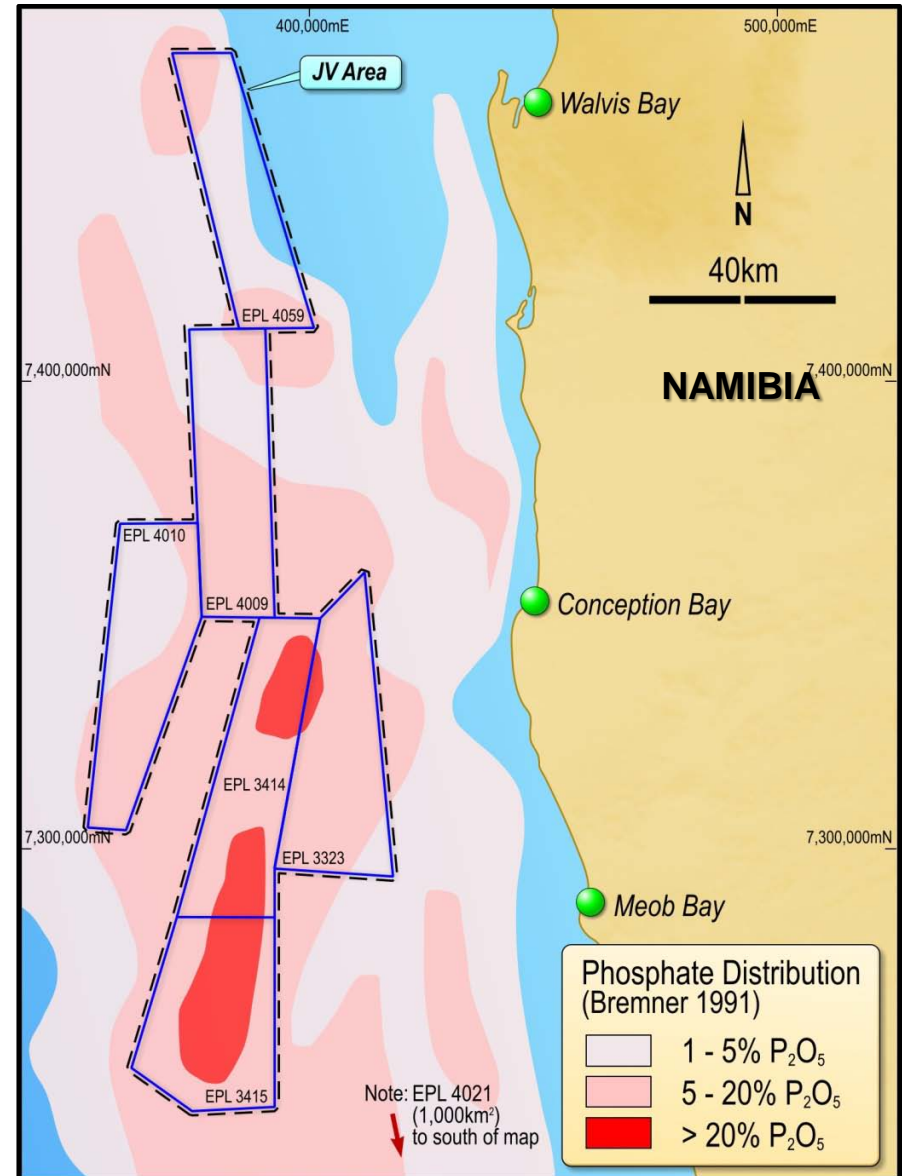 400,000mE
500,000mE
JV Area
Walvis Bay
N
40km
EPL 4059
7,400,000mN
7,400,000mN
NAMIBIA
EPL 4010
EPL 4009
Conception Bay
EPL 3414
7,300,000mN
7,300,000mN
EPL 3323
Meob Bay
Phosphate Distribution
(Bremner 1991)
1 - 5% P₂O₅
5 - 20% P₂O₅
> 20% P₂O₅
EPL 3415
Note: EPL 4021
(1,000km²)
to south of map